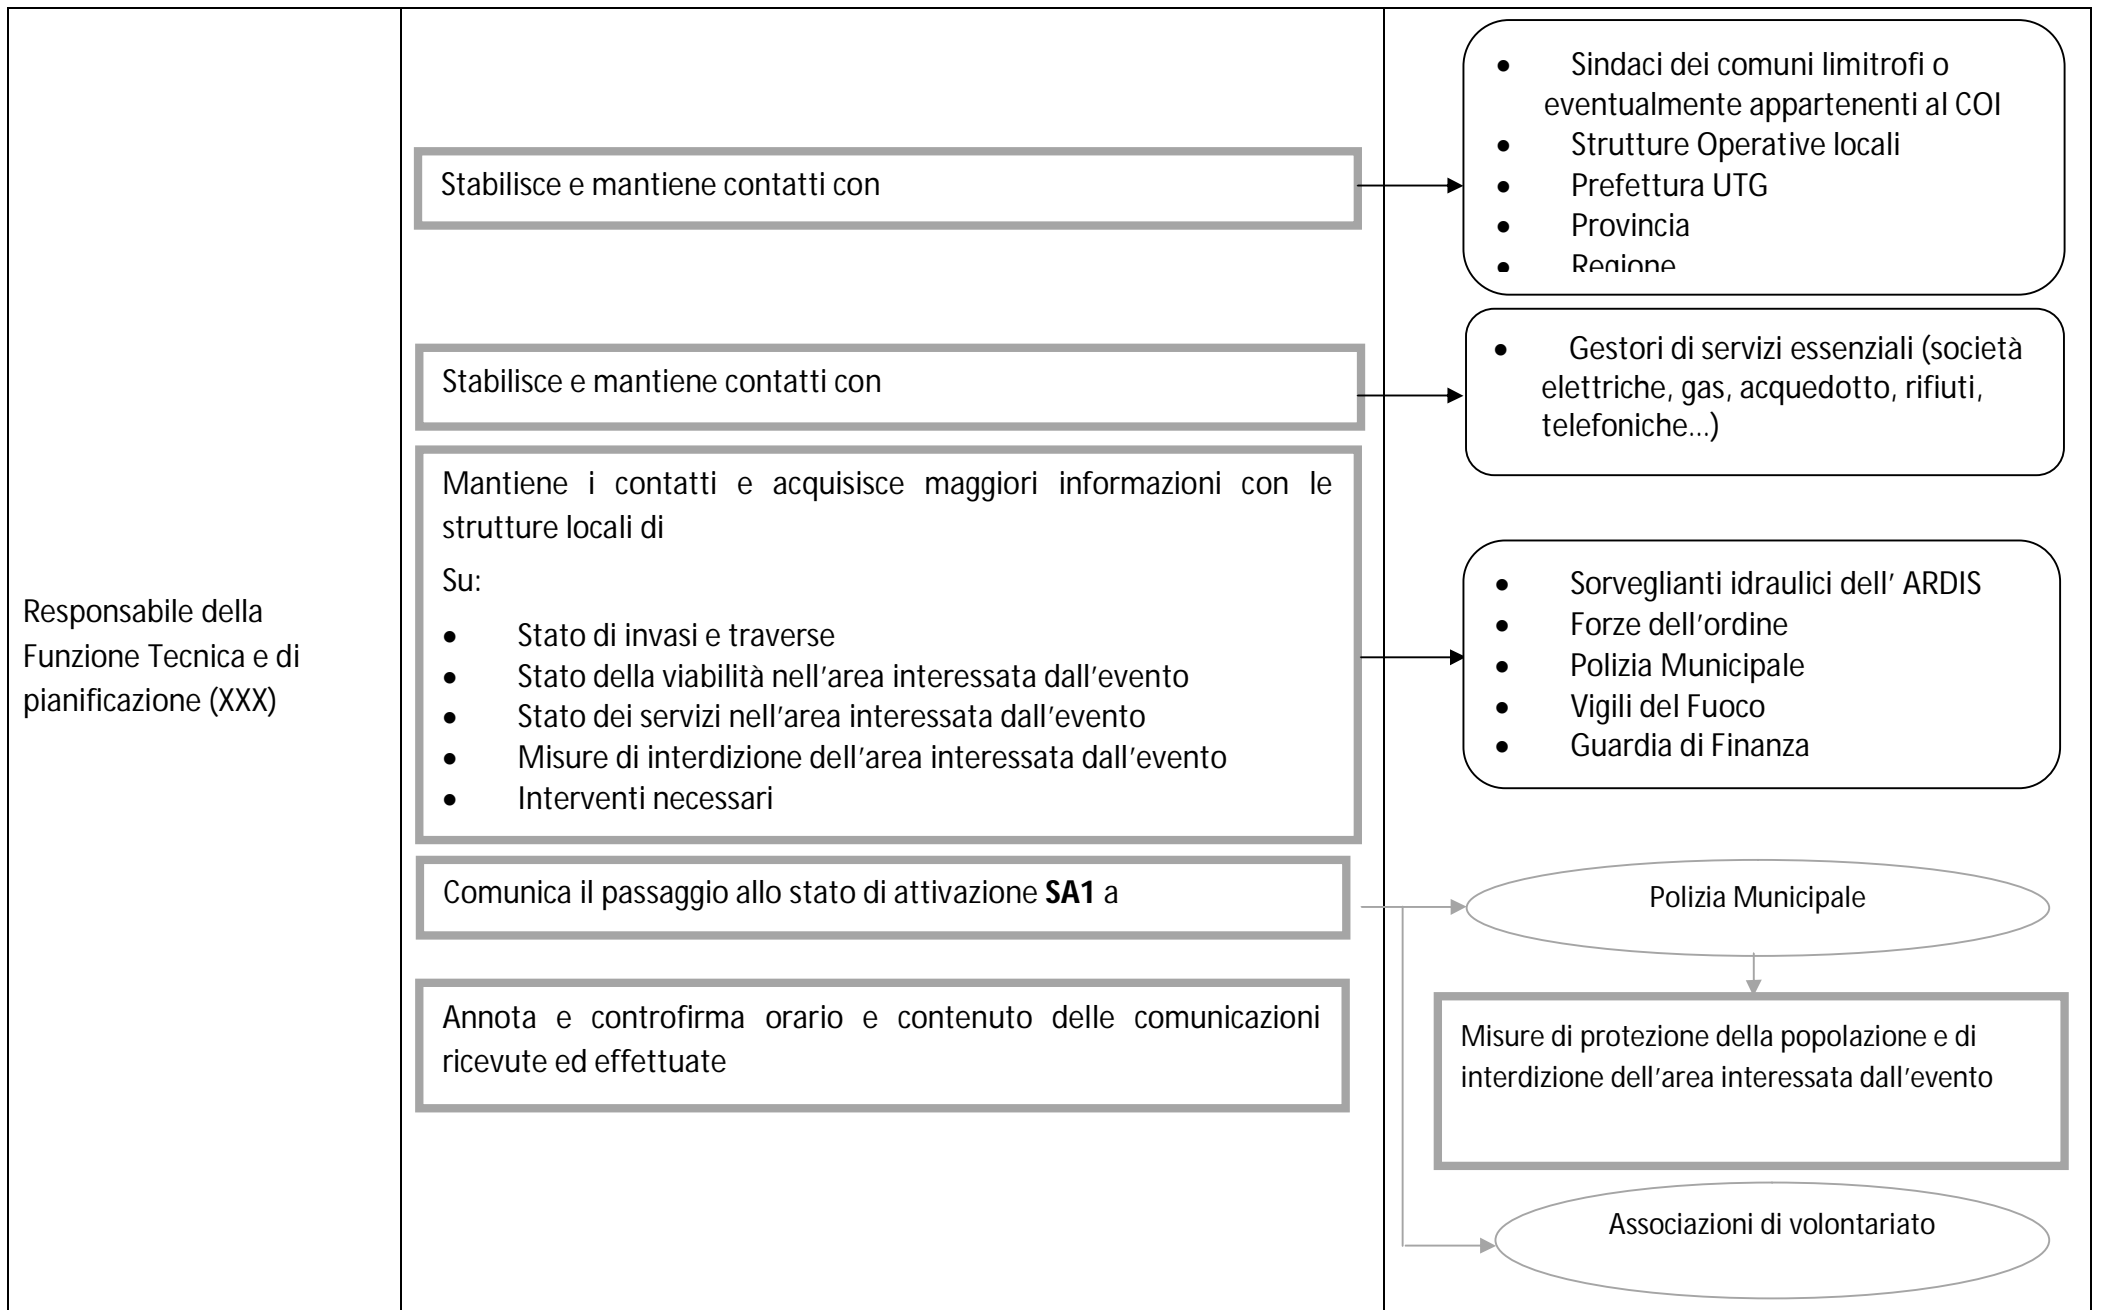 Responsabile della
Funzione Tecnica e di
pianificazione (XXX)
Stabilisce e mantiene contatti con
• Sindaci dei comuni limitrofi o
eventualmente appartenenti al COI
• Strutture Operative locali
• Prefettura UTG
• Provincia
• Regione
Stabilisce e mantiene contatti con
• Gestori di servizi essenziali (società
elettriche, gas, acquedotto, rifiuti,
telefoniche...)
Mantiene i contatti e acquisisce maggiori informazioni con le
strutture locali di
Su:
• Stato di invasi e traverse
• Stato della viabilità nell'area interessata dall'evento
• Stato dei servizi nell'area interessata dall'evento
• Misure di interdizione dell'area interessata dall'evento
• Interventi necessari
• Sorveglianti idraulici dell' ARDIS
• Forze dell'ordine
• Polizia Municipale
• Vigili del Fuoco
• Guardia di Finanza
Comunica il passaggio allo stato di attivazione SA1 a
Polizia Municipale
Misure di protezione della popolazione e di
interdizione dell'area interessata dall'evento
Associazioni di volontariato
Annota e controfirma orario e contenuto delle comunicazioni
ricevute ed effettuate